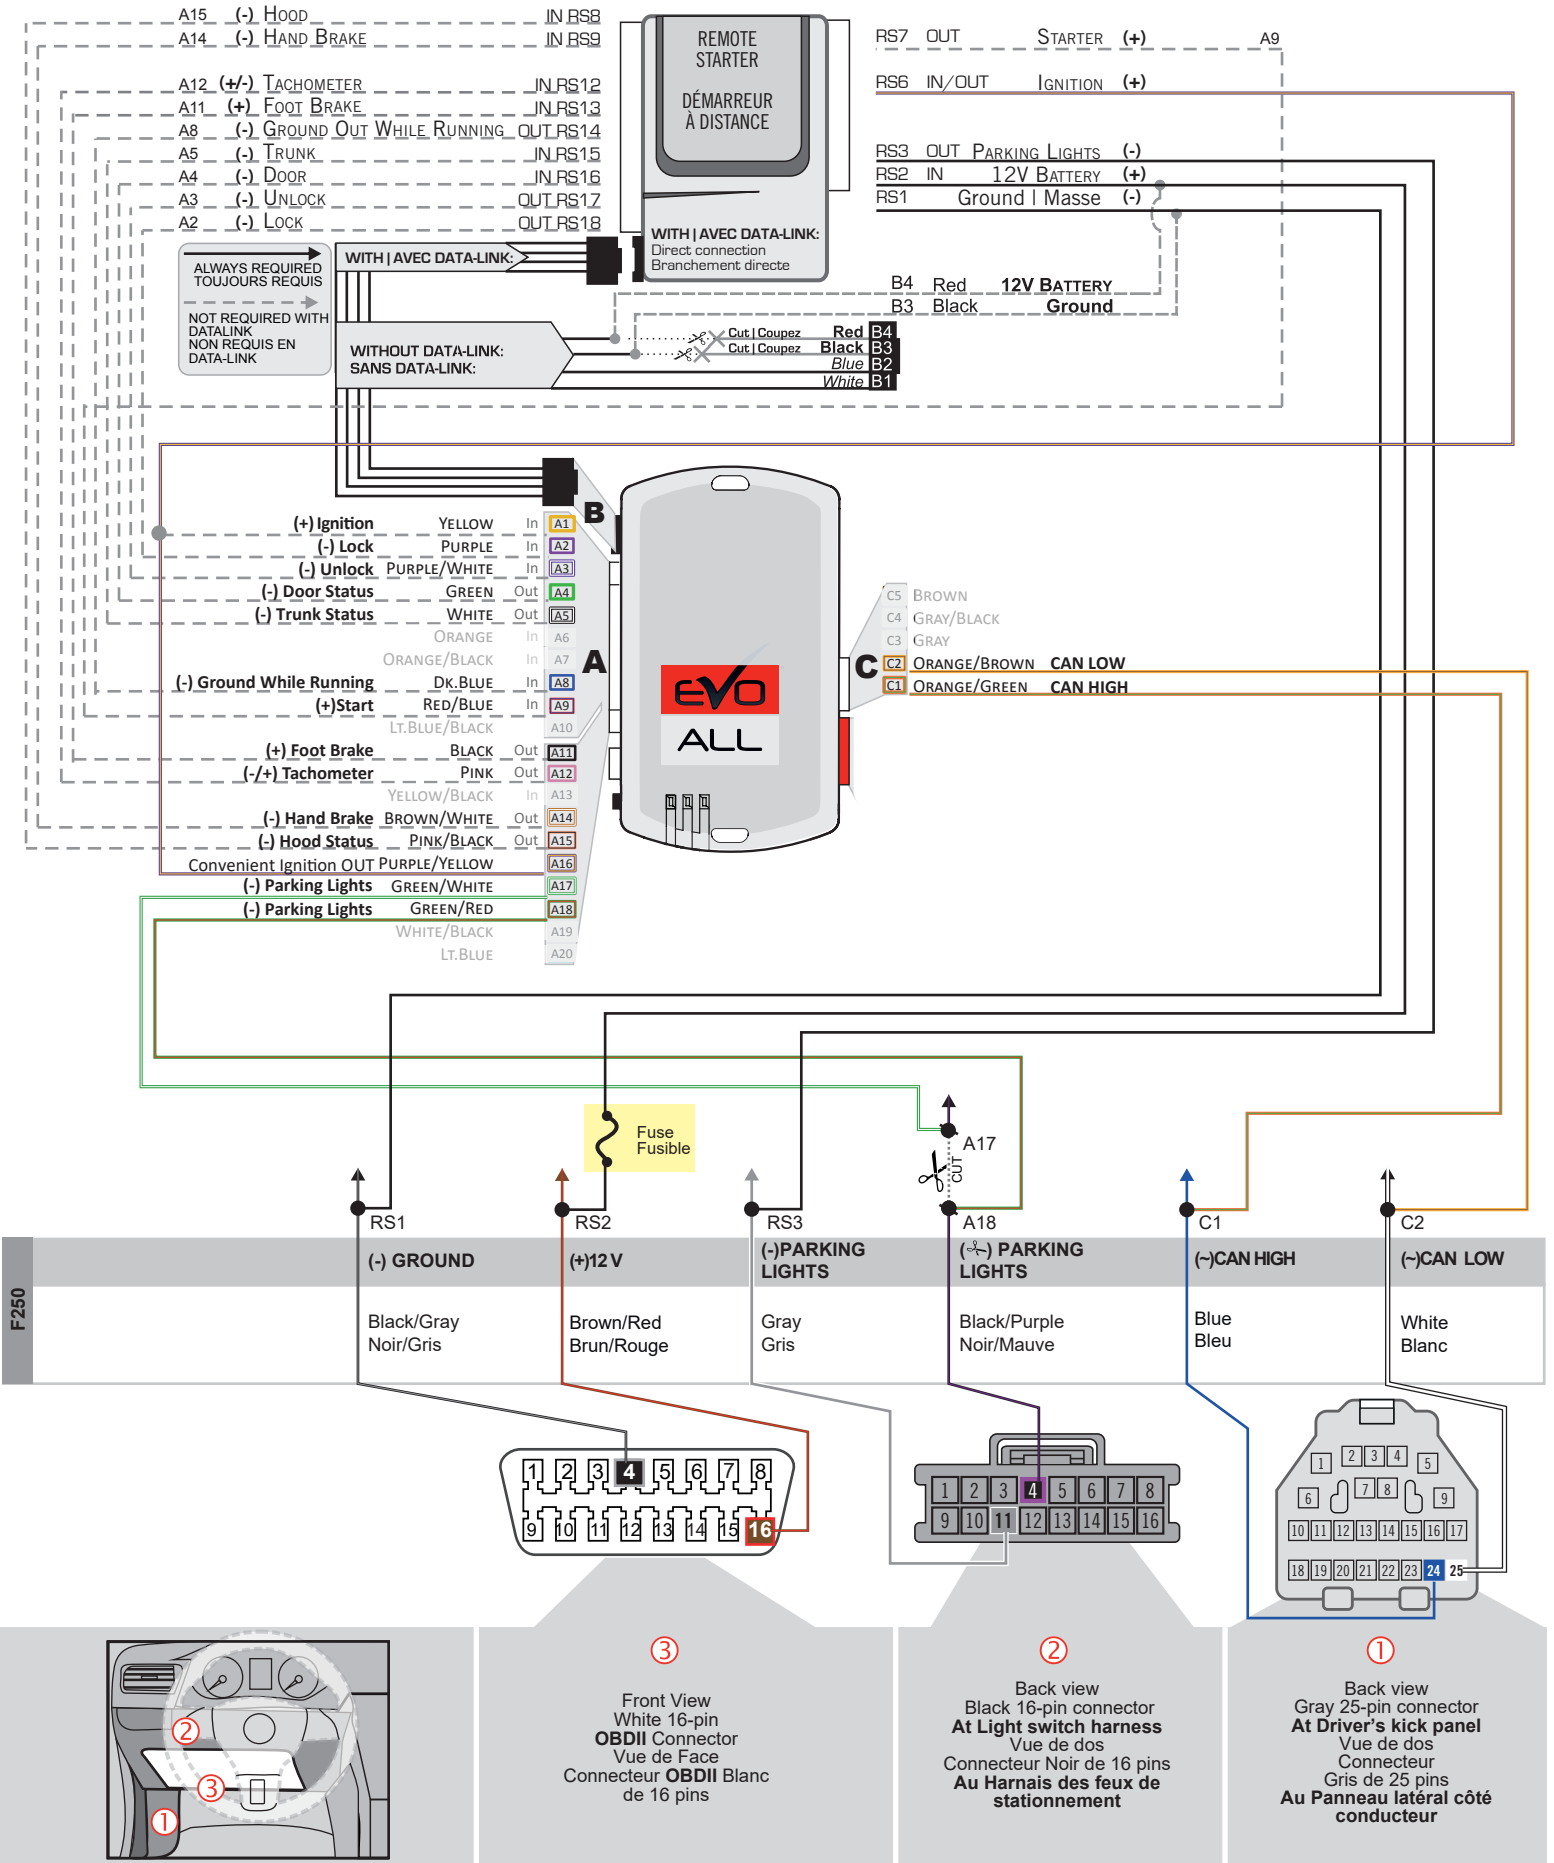 A15 (-) HOOD IN RS8
A14 (-) HAND BRAKE IN RS9
A12 (+/-) TACHOMETER IN RS12
A11 (+) FOOT BRAKE IN RS13
A8 (-) GROUND OUT WHILE RUNNING OUT RS14
A5 (-) TRUNK IN RS15
A4 (-) DOOR IN RS16
A3 (-) UNLOCK OUT RS17
A2 (-) LOCK OUT RS18
REMOTE
STARTER
DÉMARREUR
À DISTANCE
WITH | AVEC DATA-LINK:
Direct connection
Branchement directe
RS7 OUT STARTER (+) A9
RS6 IN/OUT IGNITION (+)
RS3 OUT PARKING LIGHTS (-)
RS2 IN 12V BATTERY (+)
RS1 Ground | Masse (-)
ALWAYS REQUIRED
TOUJOURS REQUIS
NOT REQUIRED WITH
DATALINK
NON REQUIS EN
DATA-LINK
WITH | AVEC DATA-LINK:
B4 Red 12V BATTERY
B3 Black Ground
WITHOUT DATA-LINK:
SANS DATA-LINK:
Cut | Coupez Red B4
Cut | Coupez Black B3
Blue B2
White B1
B
(+) Ignition YELLOW In A1
(-) Lock PURPLE In A2
(-) Unlock PURPLE/WHITE In A3
(-) Door Status GREEN Out A4
(-) Trunk Status WHITE Out A5
ORANGE In A6
ORANGE/BLACK In A7
(-) Ground While Running DK.BLUE In A8
(+)Start RED/BLUE In A9
LT.BLUE/BLACK A10
(+) Foot Brake BLACK Out A11
(-/+) Tachometer PINK Out A12
YELLOW/BLACK In A13
(-) Hand Brake BROWN/WHITE Out A14
(-) Hood Status PINK/BLACK Out A15
Convenient Ignition OUT PURPLE/YELLOW A16
(-) Parking Lights GREEN/WHITE A17
(-) Parking Lights GREEN/RED A18
WHITE/BLACK A19
LT.BLUE A20
A
EVO
ALL
C
C5 BROWN
C4 GRAY/BLACK
C3 GRAY
C2 ORANGE/BROWN CAN LOW
C1 ORANGE/GREEN CAN HIGH
Fuse
Fusible
A17
CUT
RS1
RS2
RS3
A18
C1
C2
F250
(-) GROUND
(+)12 V
(-)PARKING
LIGHTS
( ) PARKING
LIGHTS
(~)CAN HIGH
(~)CAN LOW
Black/Gray
Noir/Gris
Brown/Red
Brun/Rouge
Gray
Gris
Black/Purple
Noir/Mauve
Blue
Bleu
White
Blanc
1 2 3 4 5 6 7 8
9 10 11 12 13 14 15 16
1 2 3 4 5 6 7 8
9 10 11 12 13 14 15 16
1 2 3 4 5
6 7 8 9
10 11 12 13 14 15 16 17
18 19 20 21 22 23 24 25
2
3
1
3
Front View
White 16-pin
OBDII Connector
Vue de Face
Connecteur OBDII Blanc
de 16 pins
2
Back view
Black 16-pin connector
At Light switch harness
Vue de dos
Connecteur Noir de 16 pins
Au Harnais des feux de
stationnement
1
Back view
Gray 25-pin connector
At Driver's kick panel
Vue de dos
Connecteur
Gris de 25 pins
Au Panneau latéral côté
conducteur